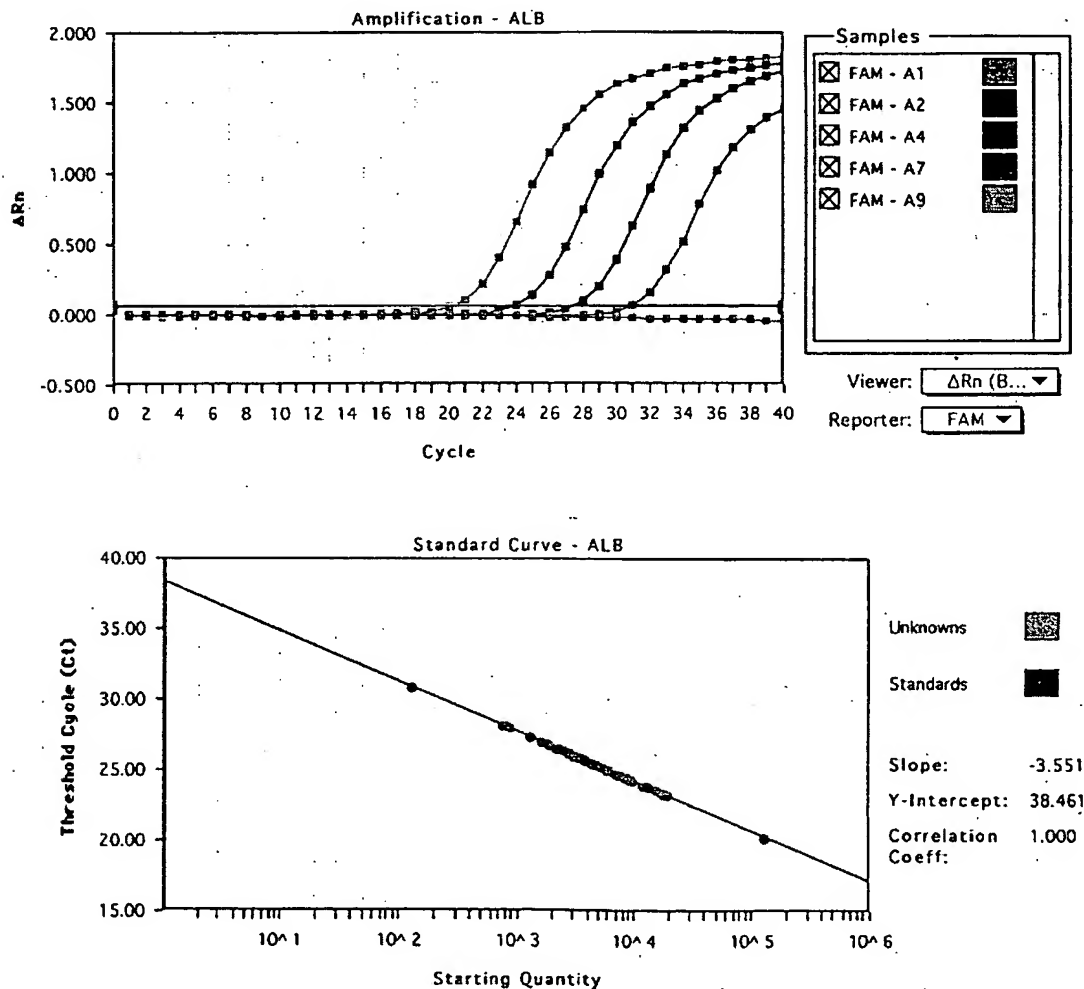 Amplification - ALB
2.000
1.500
1.000
0.500
0.000
-0.500
ΔRn
0 2 4 6 8 10 12 14 16 18 20 22 24 26 28 30 32 34 36 38 40
Cycle
Samples
FAM - A1
FAM - A2
FAM - A4
FAM - A7
FAM - A9
Viewer: ΔRn (B... ▼
Reporter: FAM ▼
Standard Curve - ALB
40.00
35.00
30.00
25.00
20.00
15.00
Threshold Cycle (Ct)
10^1 10^2 10^3 10^4 10^5 10^6
Starting Quantity
Unknowns
Standards
Slope: -3.551
Y-Intercept: 38.461
Correlation 1.000
Coeff: